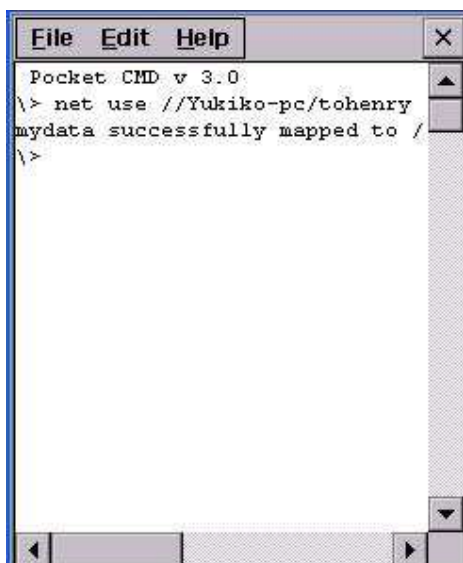 File Edit Help
Pocket CMD v 3.0
\> net use //Yukiko-pc/tohenry
mydata successfully mapped to /
\>